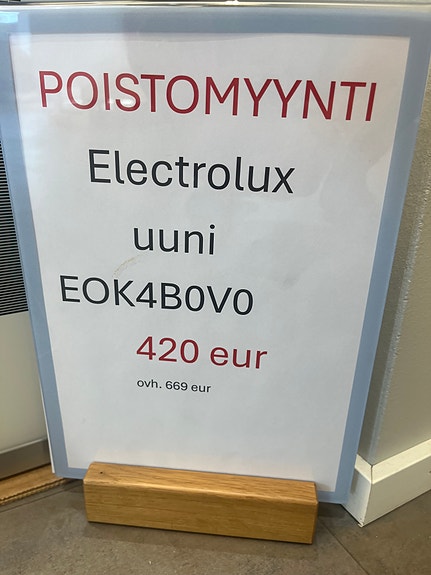 POISTOMYYNTI
Electrolux
uuni
EOK4B0V0
420 eur
ovh. 669 eur